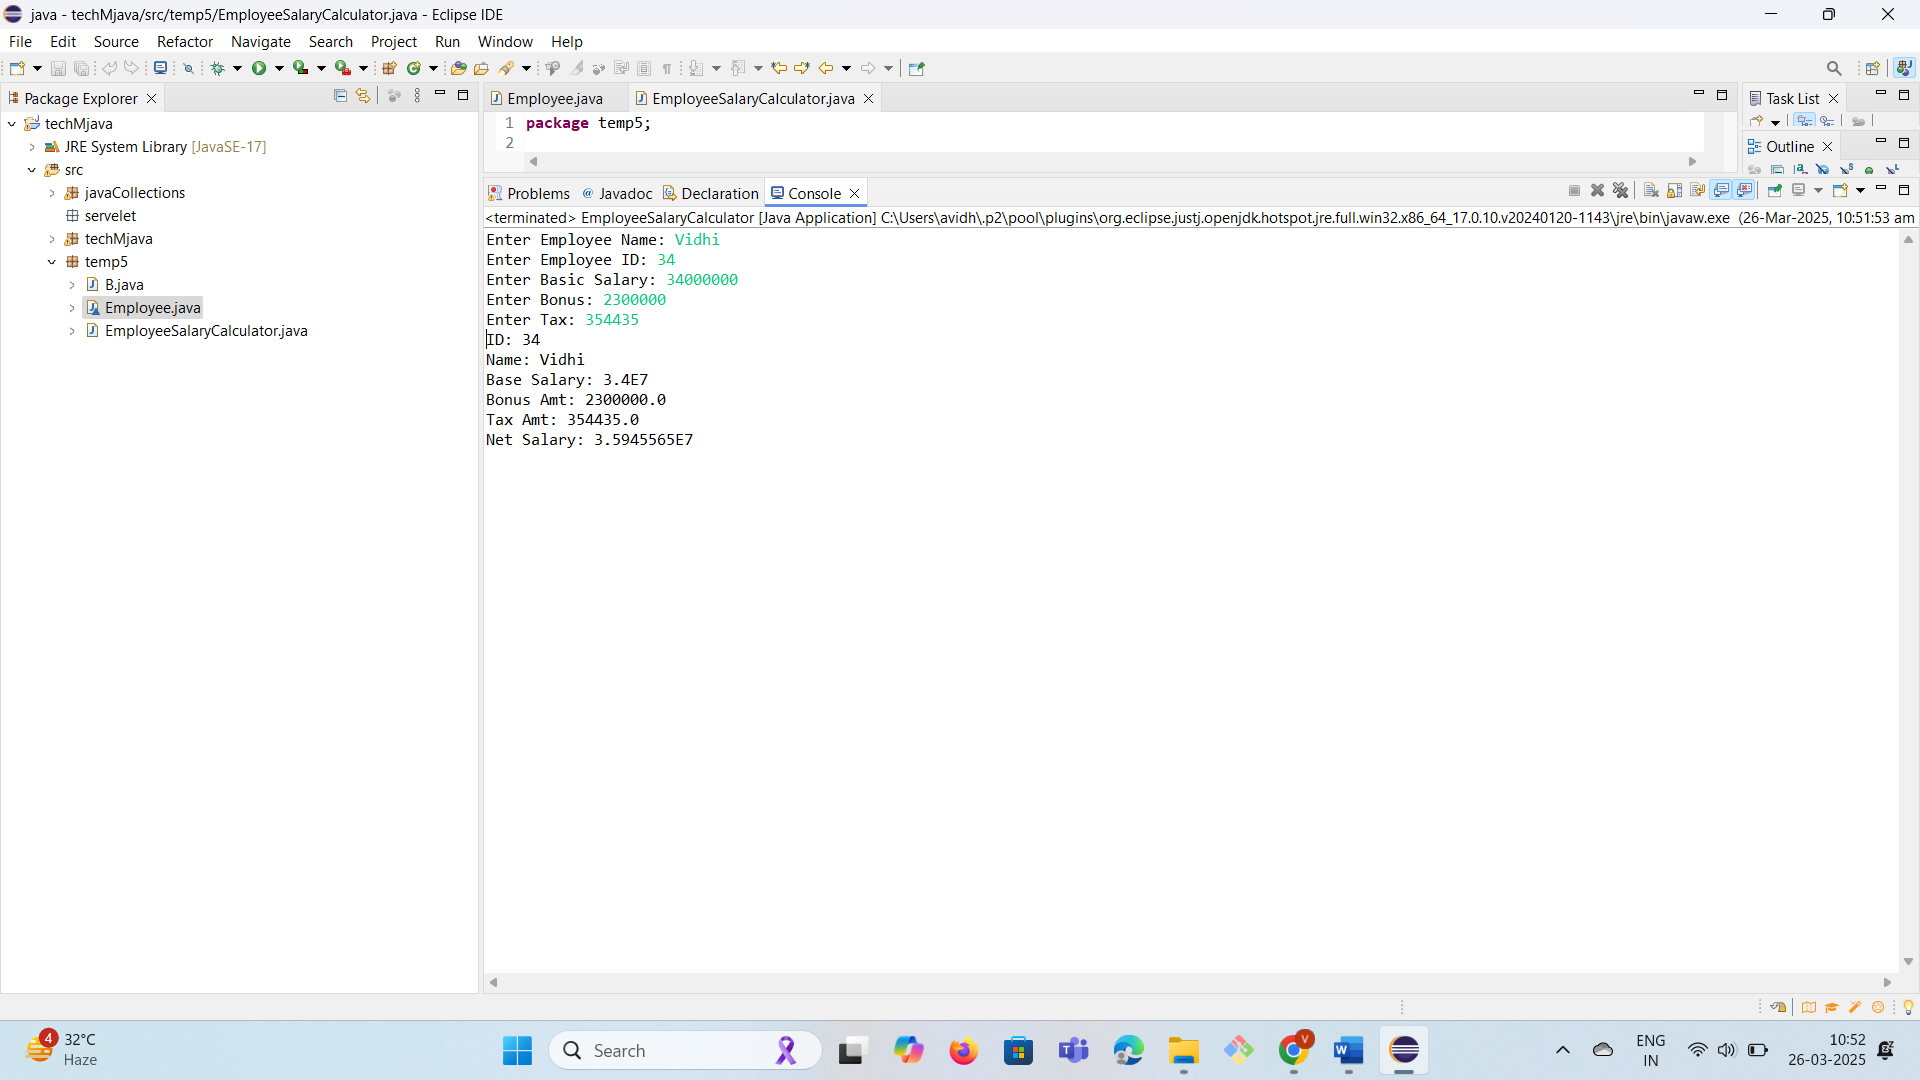 java - techMjava/src/temp5/EmployeeSalaryCalculator.java - Eclipse IDE
File Edit Source Refactor Navigate Search Project Run Window Help
Package Explorer
techMjava
JRE System Library [JavaSE-17]
src
javaCollections
servelet
techMjava
temp5
B.java
Employee.java
EmployeeSalaryCalculator.java
Employee.java EmployeeSalaryCalculator.java
1 package temp5;
2
Task List
Outline
Problems @ Javadoc Declaration Console
<terminated> EmployeeSalaryCalculator [Java Application] C:\Users\avidh\.p2\pool\plugins\org.eclipse.justj.openjdk.hotspot.jre.full.win32.x86_64_17.0.10.v20240120-1143\jre\bin\javaw.exe (26-Mar-2025, 10:51:53 am
Enter Employee Name: Vidhi
Enter Employee ID: 34
Enter Basic Salary: 34000000
Enter Bonus: 2300000
Enter Tax: 354435
ID: 34
Name: Vidhi
Base Salary: 3.4E7
Bonus Amt: 2300000.0
Tax Amt: 354435.0
Net Salary: 3.5945565E7
4
32°C
Haze
Search
V
ENG
IN
10:52
26-03-2025